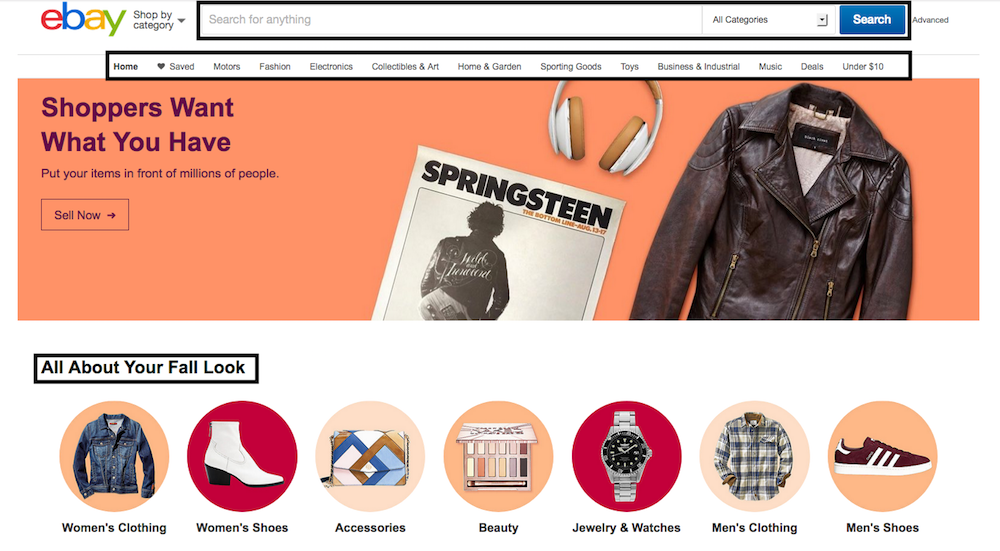 ebay
Shop by
category
Search for anything
All Categories
Search
Advanced
Home Saved Motors Fashion Electronics Collectibles & Art Home & Garden Sporting Goods Toys Business & Industrial Music Deals Under $10
Shoppers Want
What You Have
Put your items in front of millions of people.
Sell Now →
SPRINGSTEEN
THE BOTTOM LINE-AUG. 13-17
Wild
and
Innocent
All About Your Fall Look
Women's Clothing Women's Shoes Accessories Beauty Jewelry & Watches Men's Clothing Men's Shoes